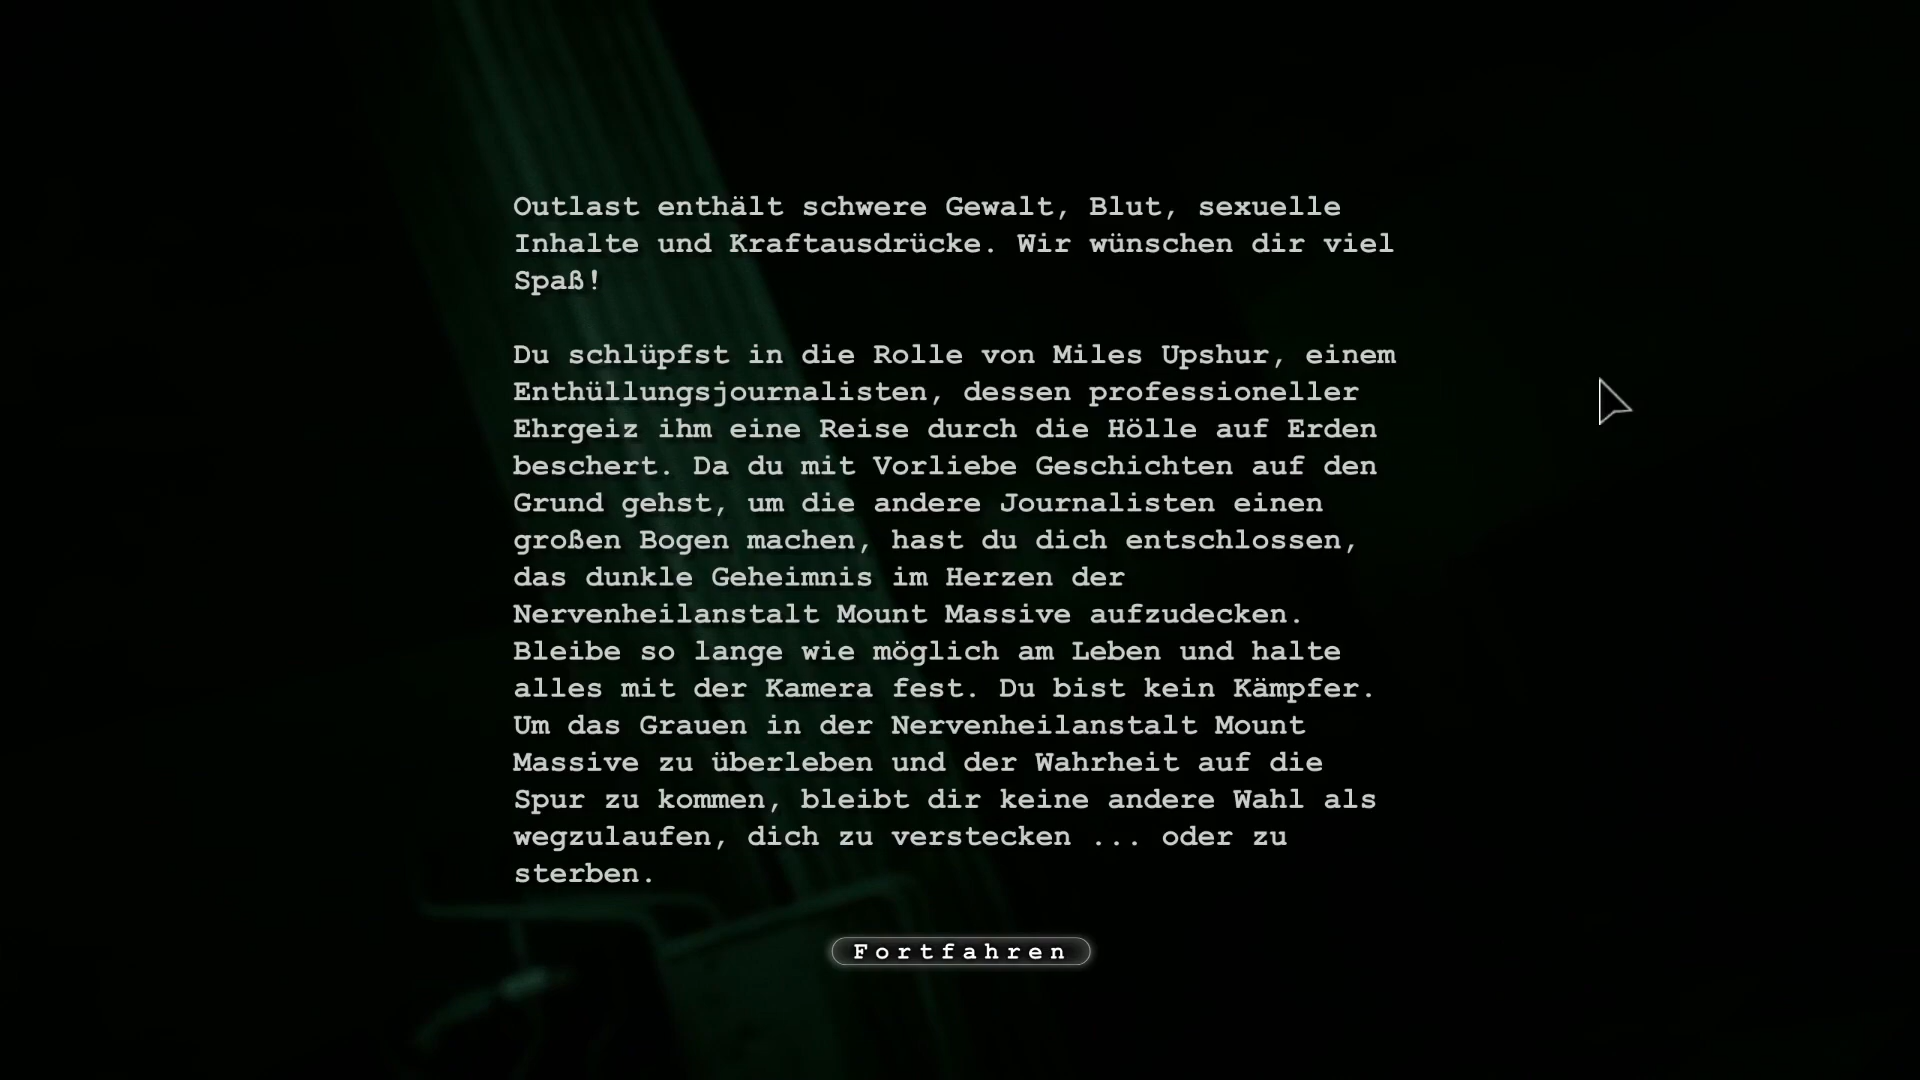 Outlast enthält schwere Gewalt, Blut, sexuelle
Inhalte und Kraftausdrücke. Wir wünschen dir viel
Spaß!
Du schlüpfst in die Rolle von Miles Upshur, einem
Enthüllungsjournalisten, dessen professioneller
Ehrgeiz ihm eine Reise durch die Hölle auf Erden
beschert. Da du mit Vorliebe Geschichten auf den
Grund gehst, um die andere Journalisten einen
großen Bogen machen, hast du dich entschlossen,
das dunkle Geheimnis im Herzen der
Nervenheilanstalt Mount Massive aufzudecken.
Bleibe so lange wie möglich am Leben und halte
alles mit der Kamera fest. Du bist kein Kämpfer.
Um das Grauen in der Nervenheilanstalt Mount
Massive zu überleben und der Wahrheit auf die
Spur zu kommen, bleibt dir keine andere Wahl als
wegzulaufen, dich zu verstecken ... oder zu
sterben.
Fortfahren